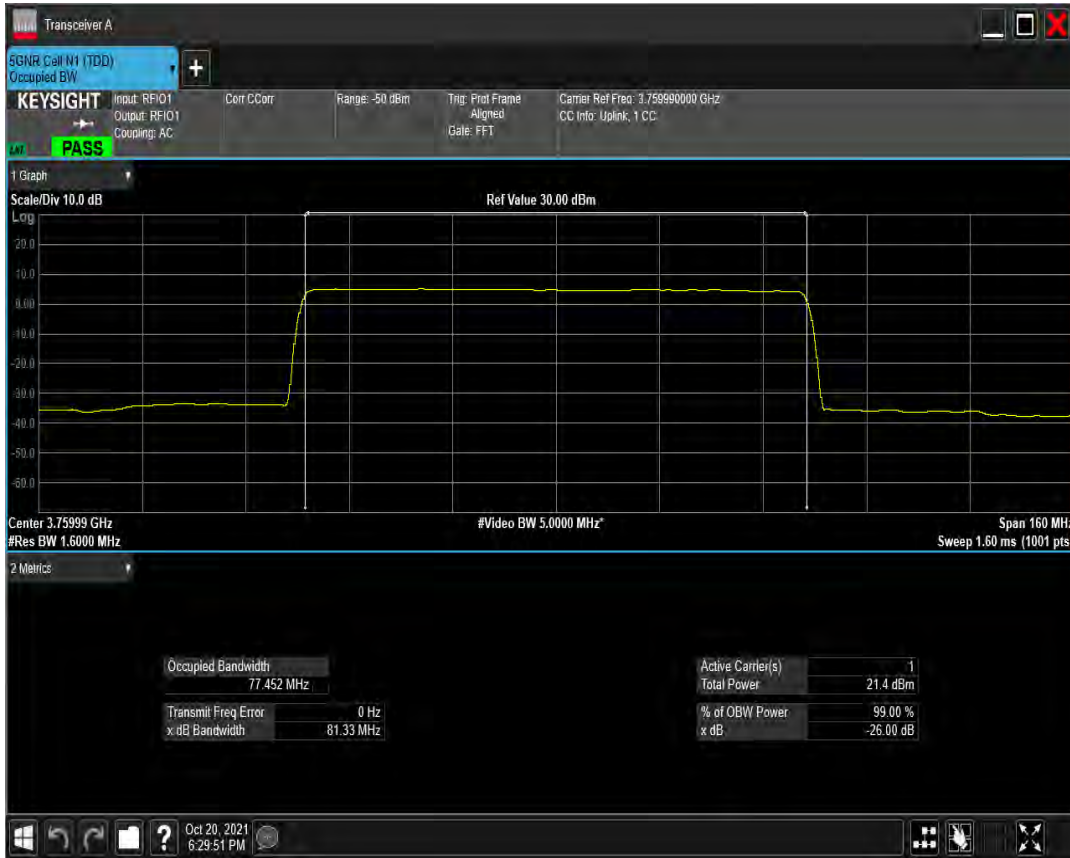 Transceiver A
5GNR Cell N1 (TDD)
Occupied BW
KEYSIGHT
Input: RFIO1
Output: RFIO1
Coupling: AC
Corr CCorr
Range: -50 dBm
Trig: Prot Frame
Aligned
Gate: FFT
Carrier Ref Freq: 3.759990000 GHz
CC Info: Uplink, 1 CC
PASS
1 Graph
Scale/Div 10.0 dB
Ref Value 30.00 dBm
Log
20.0
10.0
0.00
-10.0
-20.0
-30.0
-40.0
-50.0
-60.0
Center 3.75999 GHz
#Video BW 5.0000 MHz*
Span 160 MHz
#Res BW 1.6000 MHz
Sweep 1.60 ms (1001 pts
2 Metrics
Occupied Bandwidth
77.452 MHz
Transmit Freq Error 0 Hz
x dB Bandwidth 81.33 MHz
Active Carrier(s) 1
Total Power 21.4 dBm
% of OBW Power 99.00 %
x dB -26.00 dB
?
Oct 20, 2021
6:29:51 PM